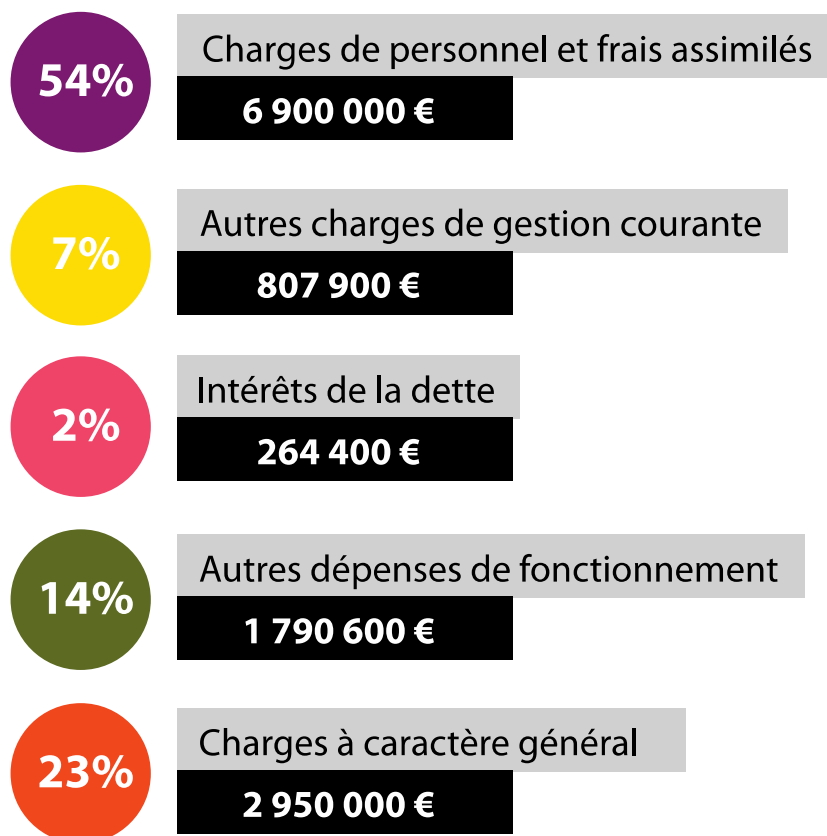 54%
Charges de personnel et frais assimilés
6 900 000 €
7%
Autres charges de gestion courante
807 900 €
2%
Intérêts de la dette
264 400 €
14%
Autres dépenses de fonctionnement
1 790 600 €
23%
Charges à caractère général
2 950 000 €